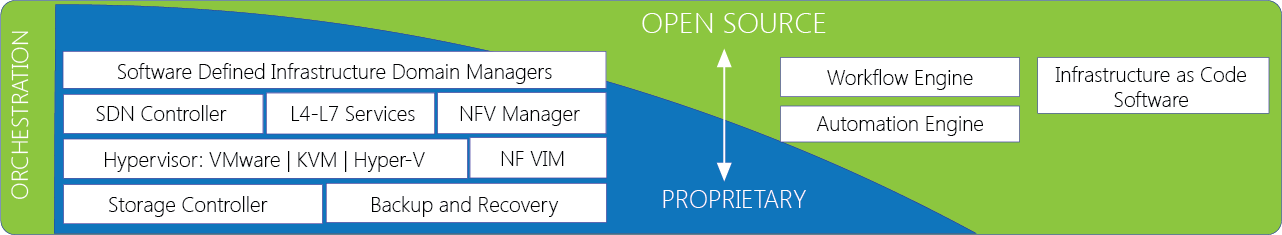 ORCHESTRATION
OPEN SOURCE
PROPRIETARY
Software Defined Infrastructure Domain Managers
SDN Controller
L4-L7 Services
NFV Manager
Hypervisor: VMware | KVM | Hyper-V
NF VIM
Storage Controller
Backup and Recovery
Workflow Engine
Automation Engine
Infrastructure as Code
Software